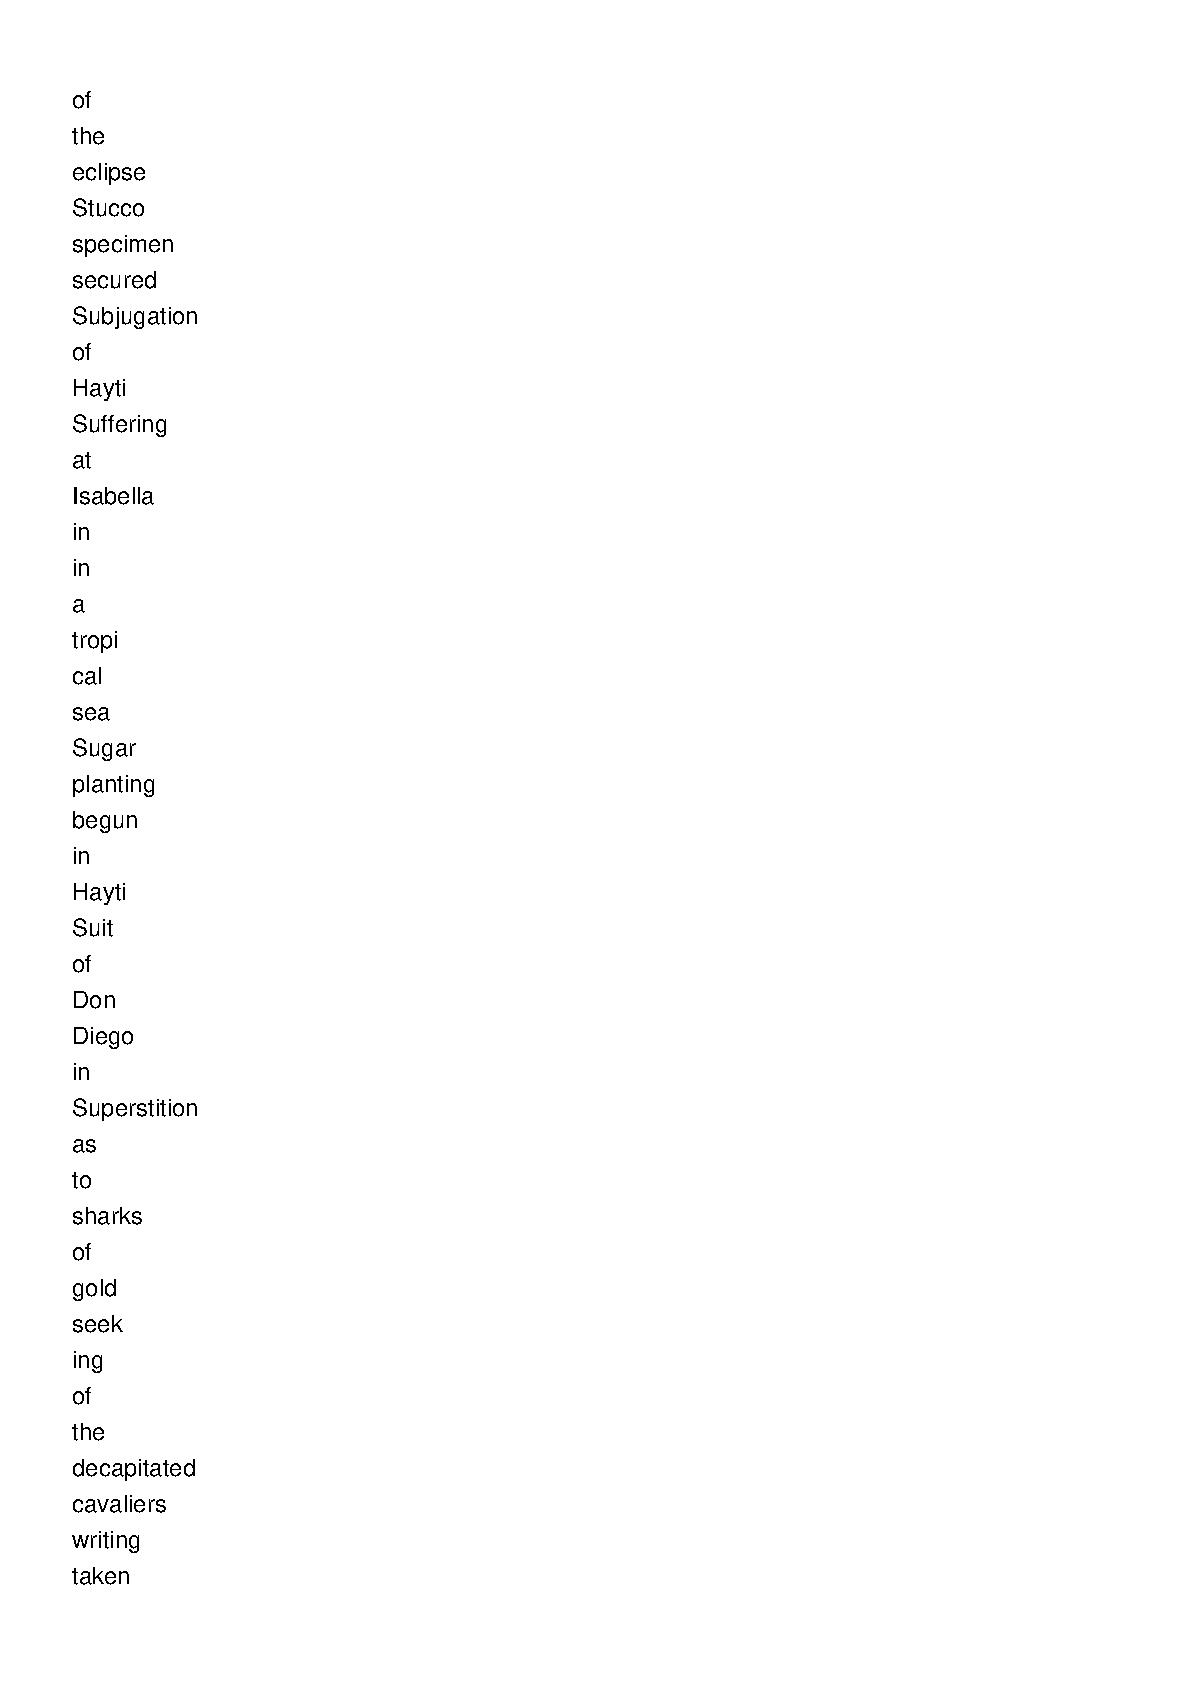 of
the
eclipse
Stucco
specimen
secured
Subjugation
of
Hayti
Suffering
at
Isabella
in
in
a
tropi
cal
sea
Sugar
planting
begun
in
Hayti
Suit
of
Don
Diego
in
Superstition
as
to
sharks
of
gold
seek
ing
of
the
decapitated
cavaliers
writing
taken